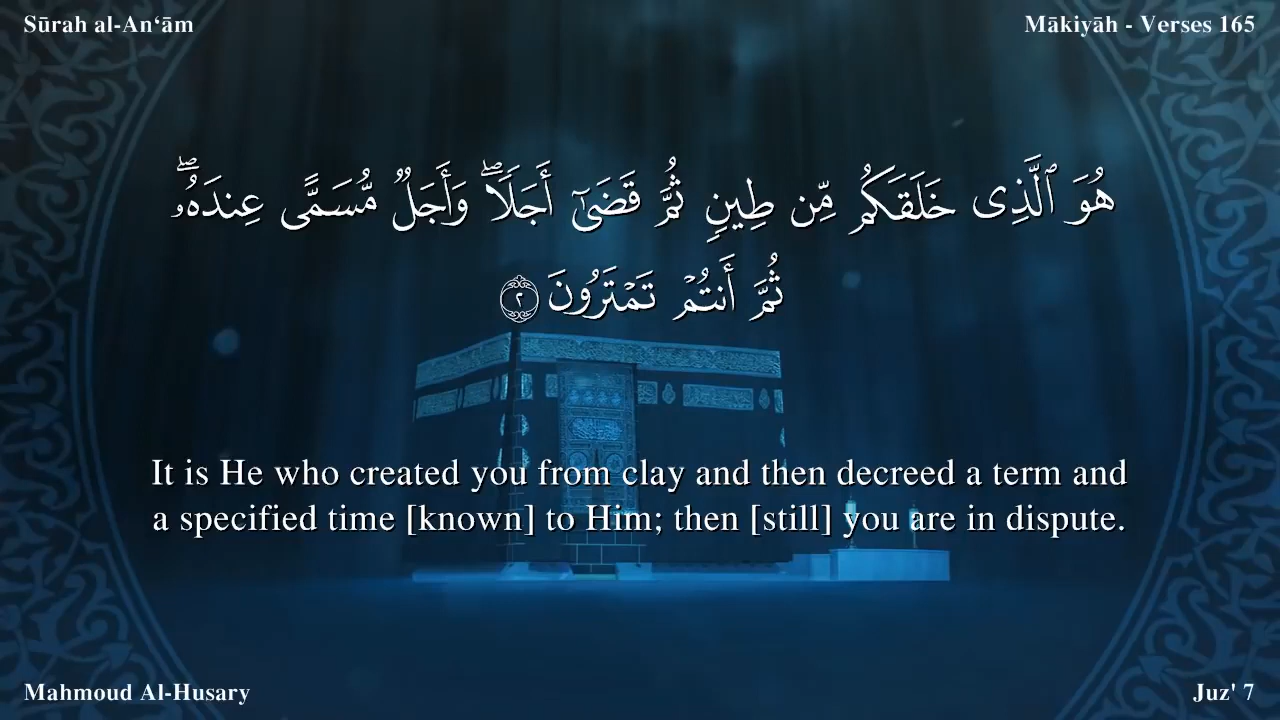 Sūrah al-An‘ām
Mākiyāh - Verses 165
هُوَ ٱلَّذِى خَلَقَكُم مِّن طِينٍ ثُمَّ قَضَىٰٓ أَجَلًا ۖ وَأَجَلٌ مُّسَمًّى عِندَهُۥ ۖ
ثُمَّ أَنتُمْ تَمْتَرُونَ ٢
It is He who created you from clay and then decreed a term and
a specified time [known] to Him; then [still] you are in dispute.
Mahmoud Al-Husary
Juz' 7